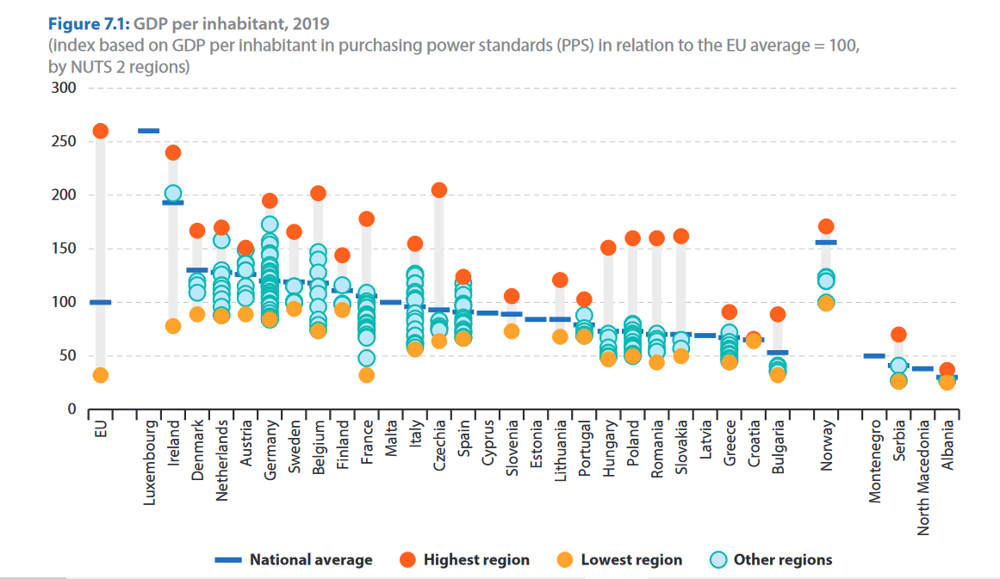 Figure 7.1: GDP per inhabitant, 2019
(index based on GDP per inhabitant in purchasing power standards (PPS) in relation to the EU average = 100,
by NUTS 2 regions)
300
250
200
150
100
50
0
EU
Luxembourg
Ireland
Denmark
Netherlands
Austria
Germany
Sweden
Belgium
Finland
France
Malta
Italy
Czechia
Spain
Cyprus
Slovenia
Estonia
Lithuania
Portugal
Hungary
Poland
Romania
Slovakia
Latvia
Greece
Croatia
Bulgaria
Norway
Montenegro
Serbia
North Macedonia
Albania
National average
Highest region
Lowest region
Other regions